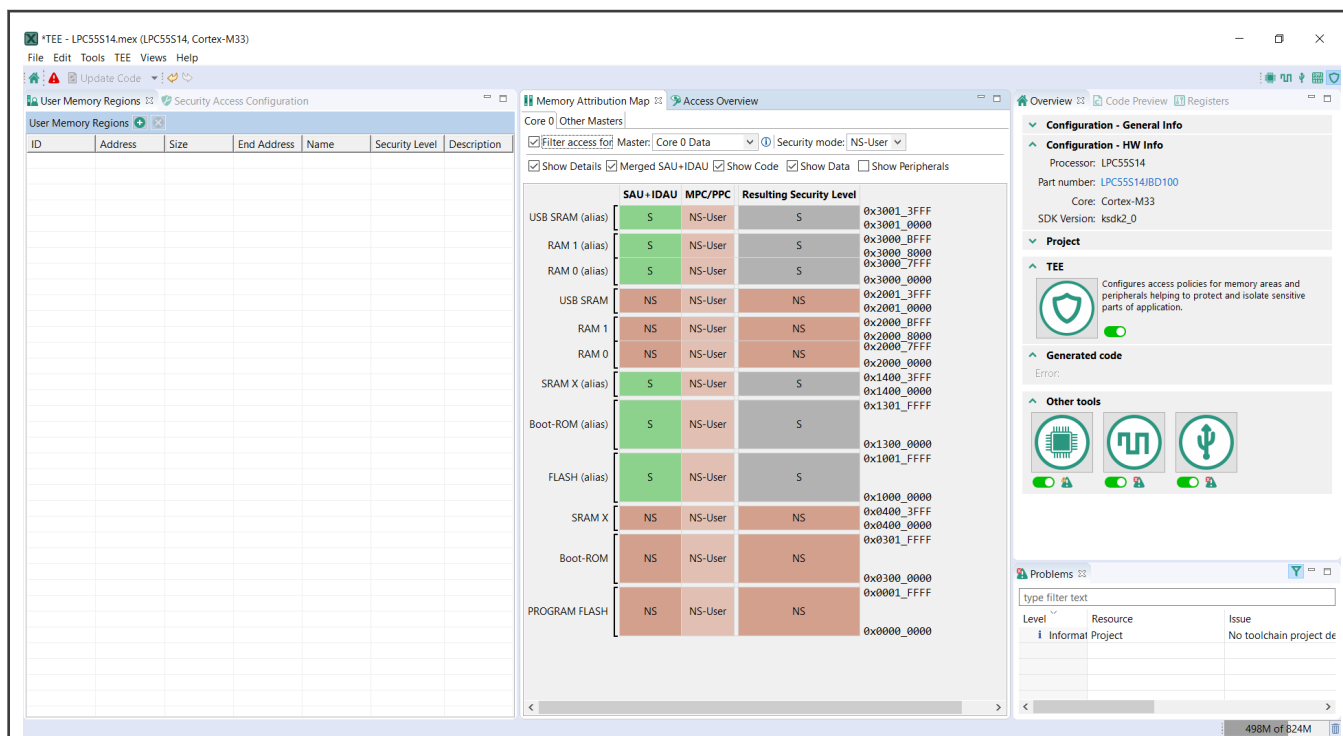 *TEE - LPC55S14.mex (LPC55S14, Cortex-M33)
File Edit Tools TEE Views Help
Update Code
User Memory Regions Security Access Configuration
User Memory Regions
ID Address Size End Address Name Security Level Description
Memory Attribution Map Access Overview
Core 0 Other Masters
Filter access for Master: Core 0 Data Security mode: NS-User
Show Details Merged SAU+IDAU Show Code Show Data Show Peripherals
SAU+IDAU MPC/PPC Resulting Security Level
USB SRAM (alias) S NS-User S 0x3001_3FFF
0x3001_0000
RAM 1 (alias) S NS-User S 0x3000_BFFF
0x3000_8000
RAM 0 (alias) S NS-User S 0x3000_7FFF
0x3000_0000
USB SRAM NS NS-User NS 0x2001_3FFF
0x2001_0000
RAM 1 NS NS-User NS 0x2000_BFFF
0x2000_8000
RAM 0 NS NS-User NS 0x2000_7FFF
0x2000_0000
SRAM X (alias) S NS-User S 0x1400_3FFF
0x1400_0000
Boot-ROM (alias) S NS-User S 0x1301_FFFF
0x1300_0000
FLASH (alias) S NS-User S 0x1001_FFFF
0x1000_0000
SRAM X NS NS-User NS 0x0400_3FFF
0x0400_0000
Boot-ROM NS NS-User NS 0x0301_FFFF
0x0300_0000
PROGRAM FLASH NS NS-User NS 0x0001_FFFF
0x0000_0000
Overview Code Preview Registers
Configuration - General Info
Configuration - HW Info
Processor: LPC55S14
Part number: LPC55S14JBD100
Core: Cortex-M33
SDK Version: ksdk2_0
Project
TEE
Configures access policies for memory areas and
peripherals helping to protect and isolate sensitive
parts of application.
Generated code
Error:
Other tools
Problems
type filter text
Level Resource Issue
i Informat Project No toolchain project de
498M of 824M